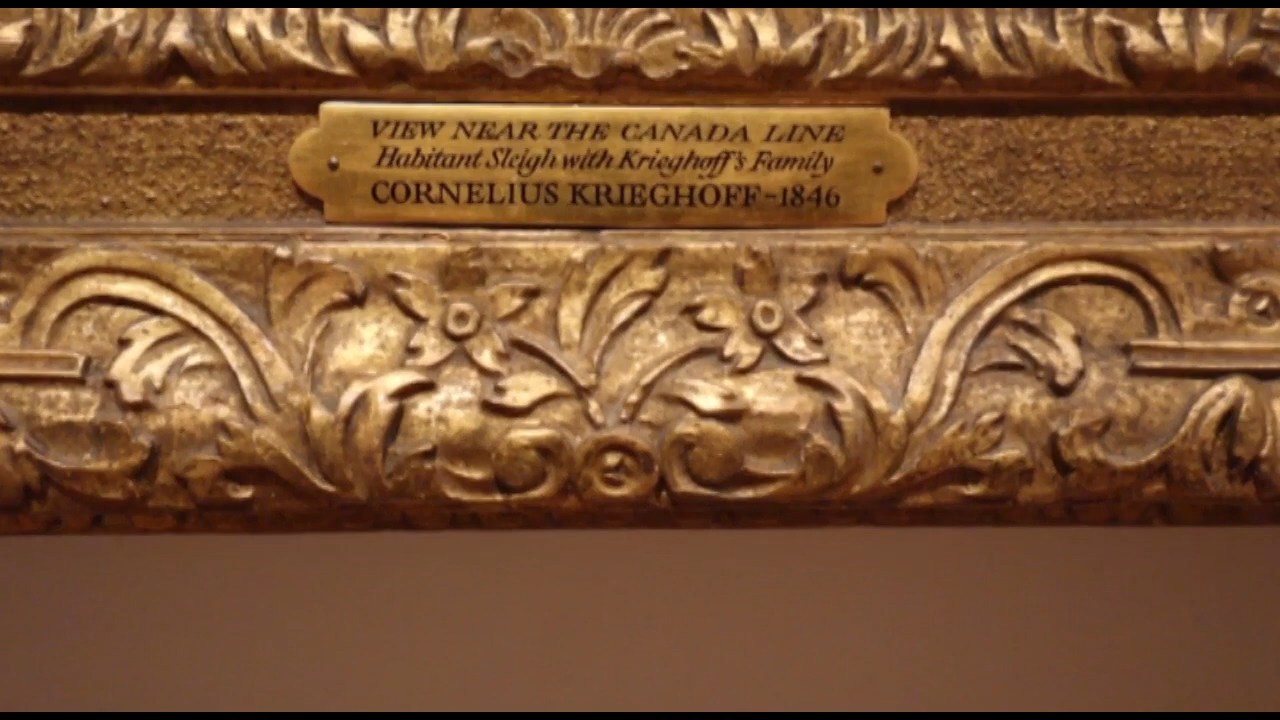 VIEW NEAR THE CANADA LINE
Habitant Sleigh with Krieghoff's Family
CORNELIUS KRIEGHOFF-1846